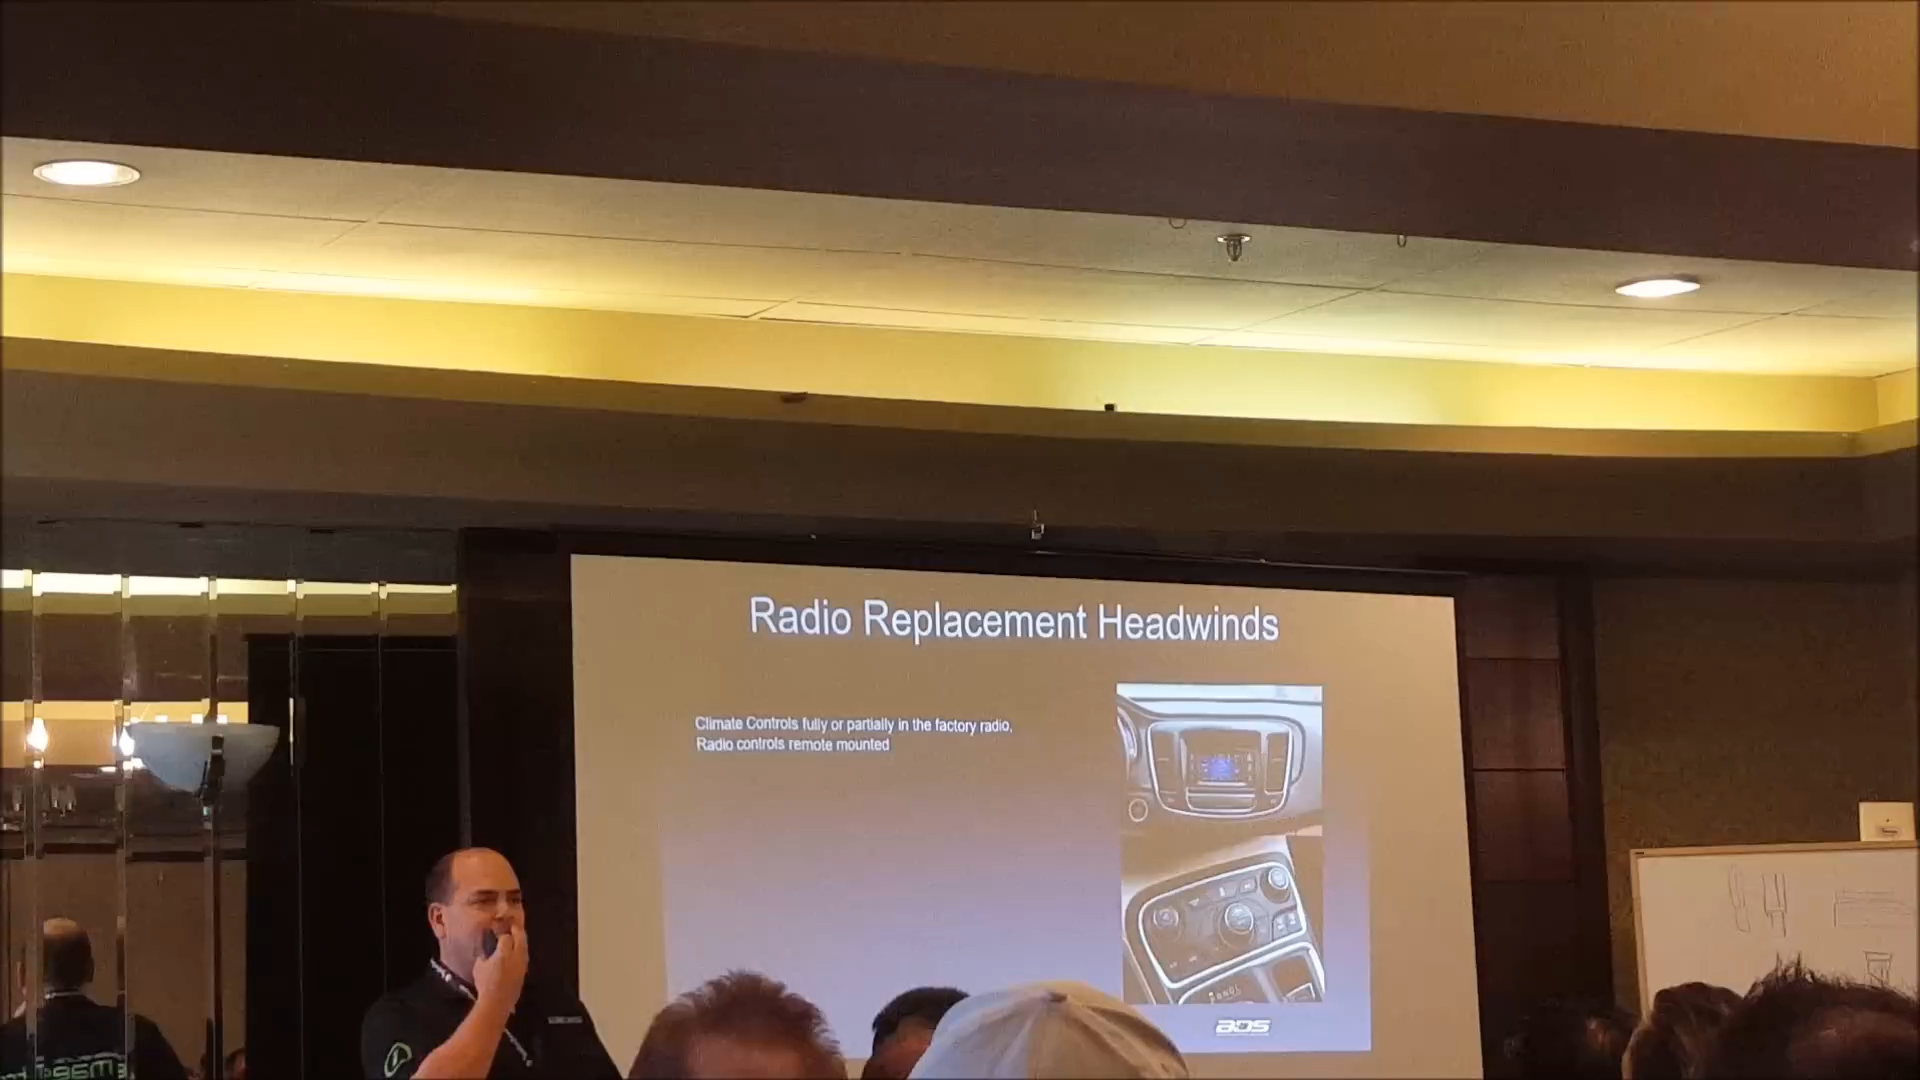 Radio Replacement Headwinds
Climate Controls fully or partially in the factory radio,
Radio controls remote mounted
ADS